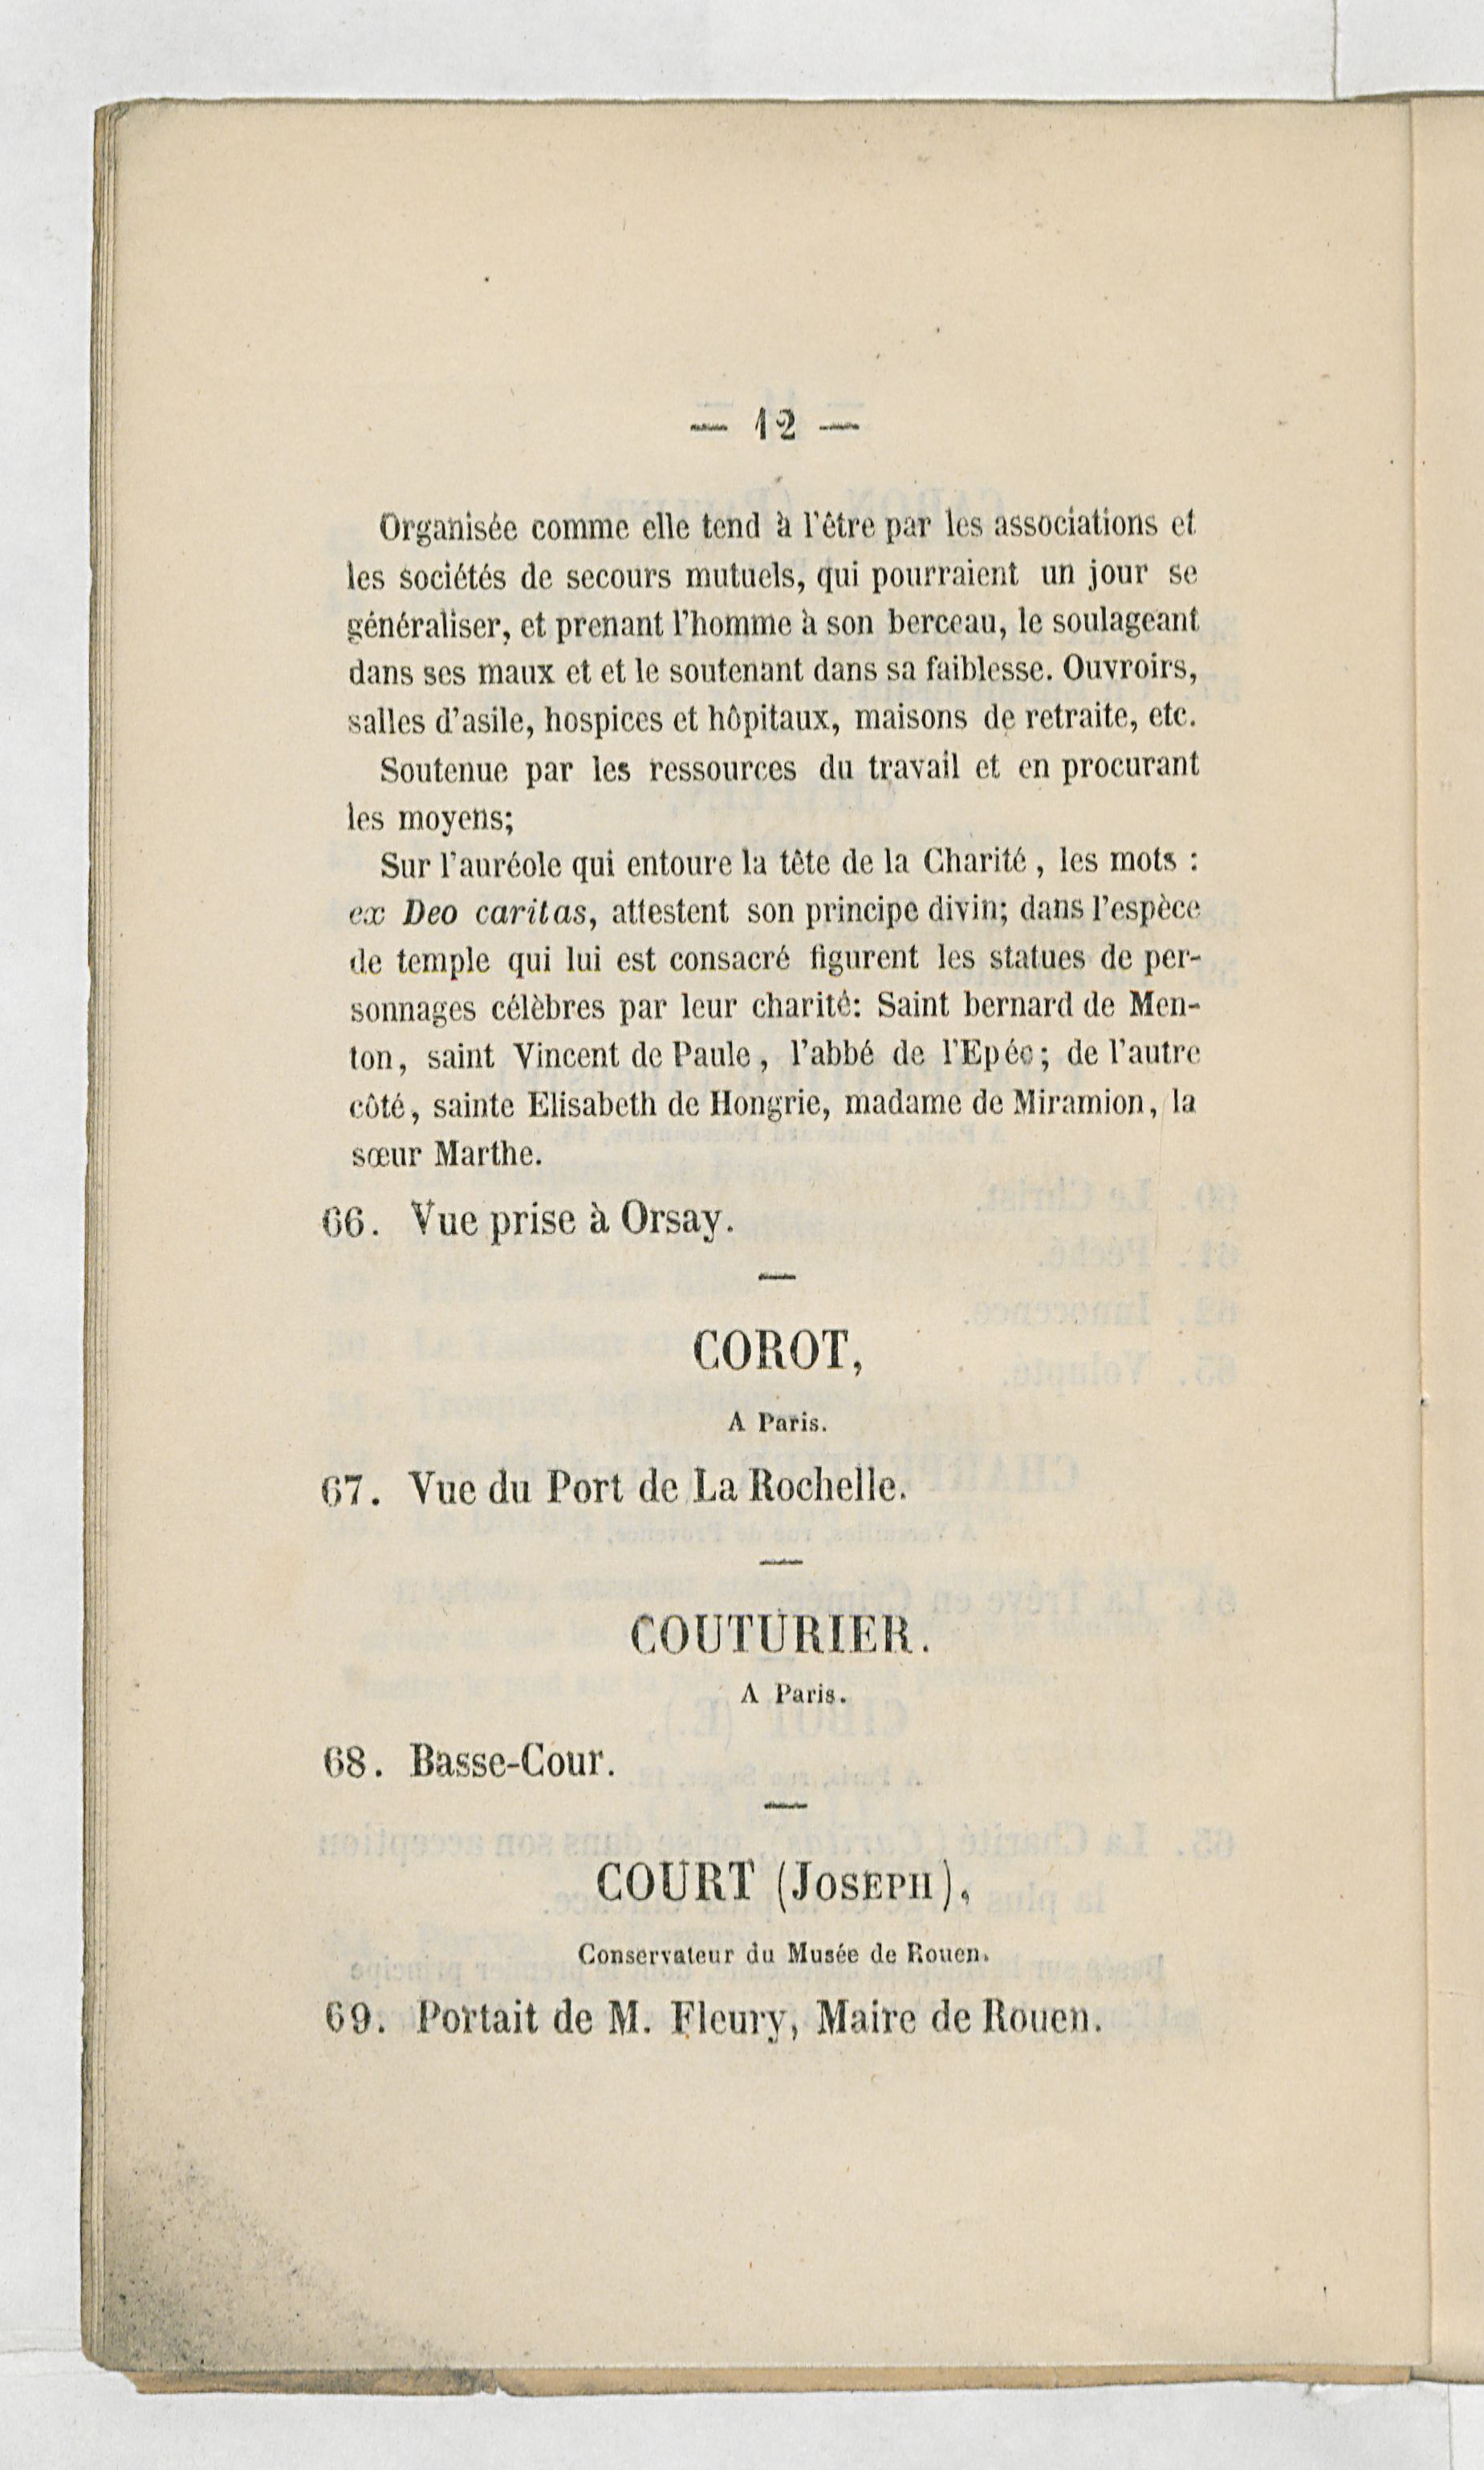 — 12 —
Organisée comme elle tend à l'être par les associations et
les sociétés de secours mutuels, qui pourraient un jour se
généraliser, et prenant l'homme à son berceau, le soulageant
dans ses maux et et le soutenant dans sa faiblesse. Ouvroirs,
salles d'asile, hospices et hôpitaux, maisons de retraite, etc.
Soutenue par les ressources du travail et en procurant
les moyens;
Sur l'auréole qui entoure la tête de la Charité, les mots :
ex Deo caritas, attestent son principe divin; dans l'espèce
de temple qui lui est consacré figurent les statues de per-
sonnages célèbres par leur charité: Saint bernard de Men-
ton, saint Vincent de Paule, l'abbé de l'Epée; de l'autre
côté, sainte Elisabeth de Hongrie, madame de Miramion, la
sœur Marthe.
66. Vue prise à Orsay.
—
COROT,
A Paris.
67. Vue du Port de La Rochelle.
—
COUTURIER.
A Paris.
68. Basse-Cour.
—
COURT (JOSEPH),
Conservateur du Musée de Rouen.
69. Portait de M. Fleury, Maire de Rouen.